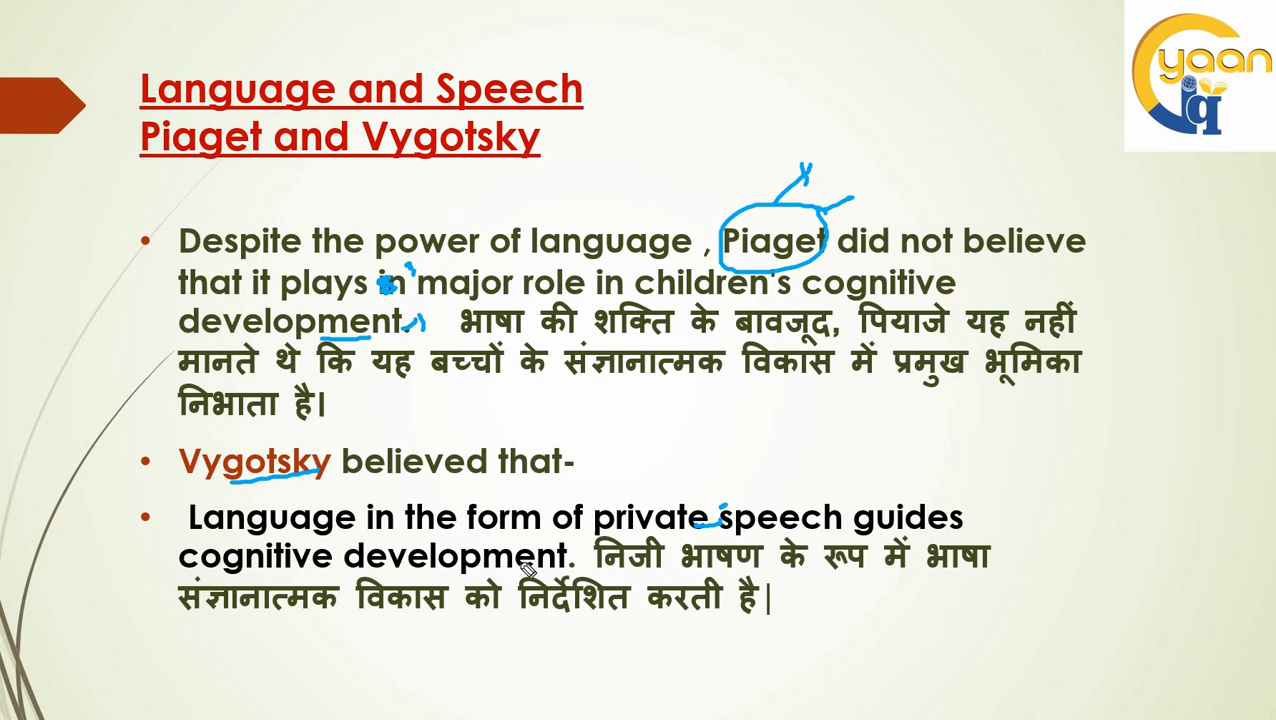 yaan
iq
Language and Speech
Piaget and Vygotsky
• Despite the power of language , Piaget did not believe
that it plays in major role in children's cognitive
development. भाषा की शक्ति के बावजूद, पियाजे यह नहीं
मानते थे कि यह बच्चों के संज्ञानात्मक विकास में प्रमुख भूमिका
निभाता है।
• Vygotsky believed that-
• Language in the form of private speech guides
cognitive development. निजी भाषण के रूप में भाषा
संज्ञानात्मक विकास को निर्देशित करती है|